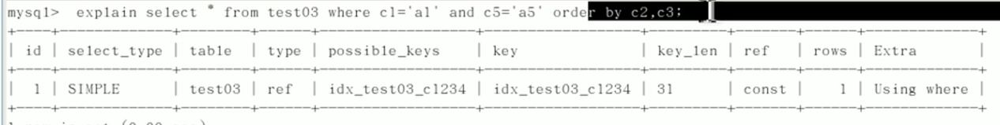 mysql>  explain select * from test03 where c1='a1' and c5='a5' order by c2,c3;
+----+-------------+--------+------+-----------------+-----------------+---------+-------+------+-------------+
| id | select_type | table  | type | possible_keys   | key             | key_len | ref   | rows | Extra       |
+----+-------------+--------+------+-----------------+-----------------+---------+-------+------+-------------+
|  1 | SIMPLE      | test03 | ref  | idx_test03_c1234 | idx_test03_c1234 | 31      | const |    1 | Using where |
+----+-------------+--------+------+-----------------+-----------------+---------+-------+------+-------------+